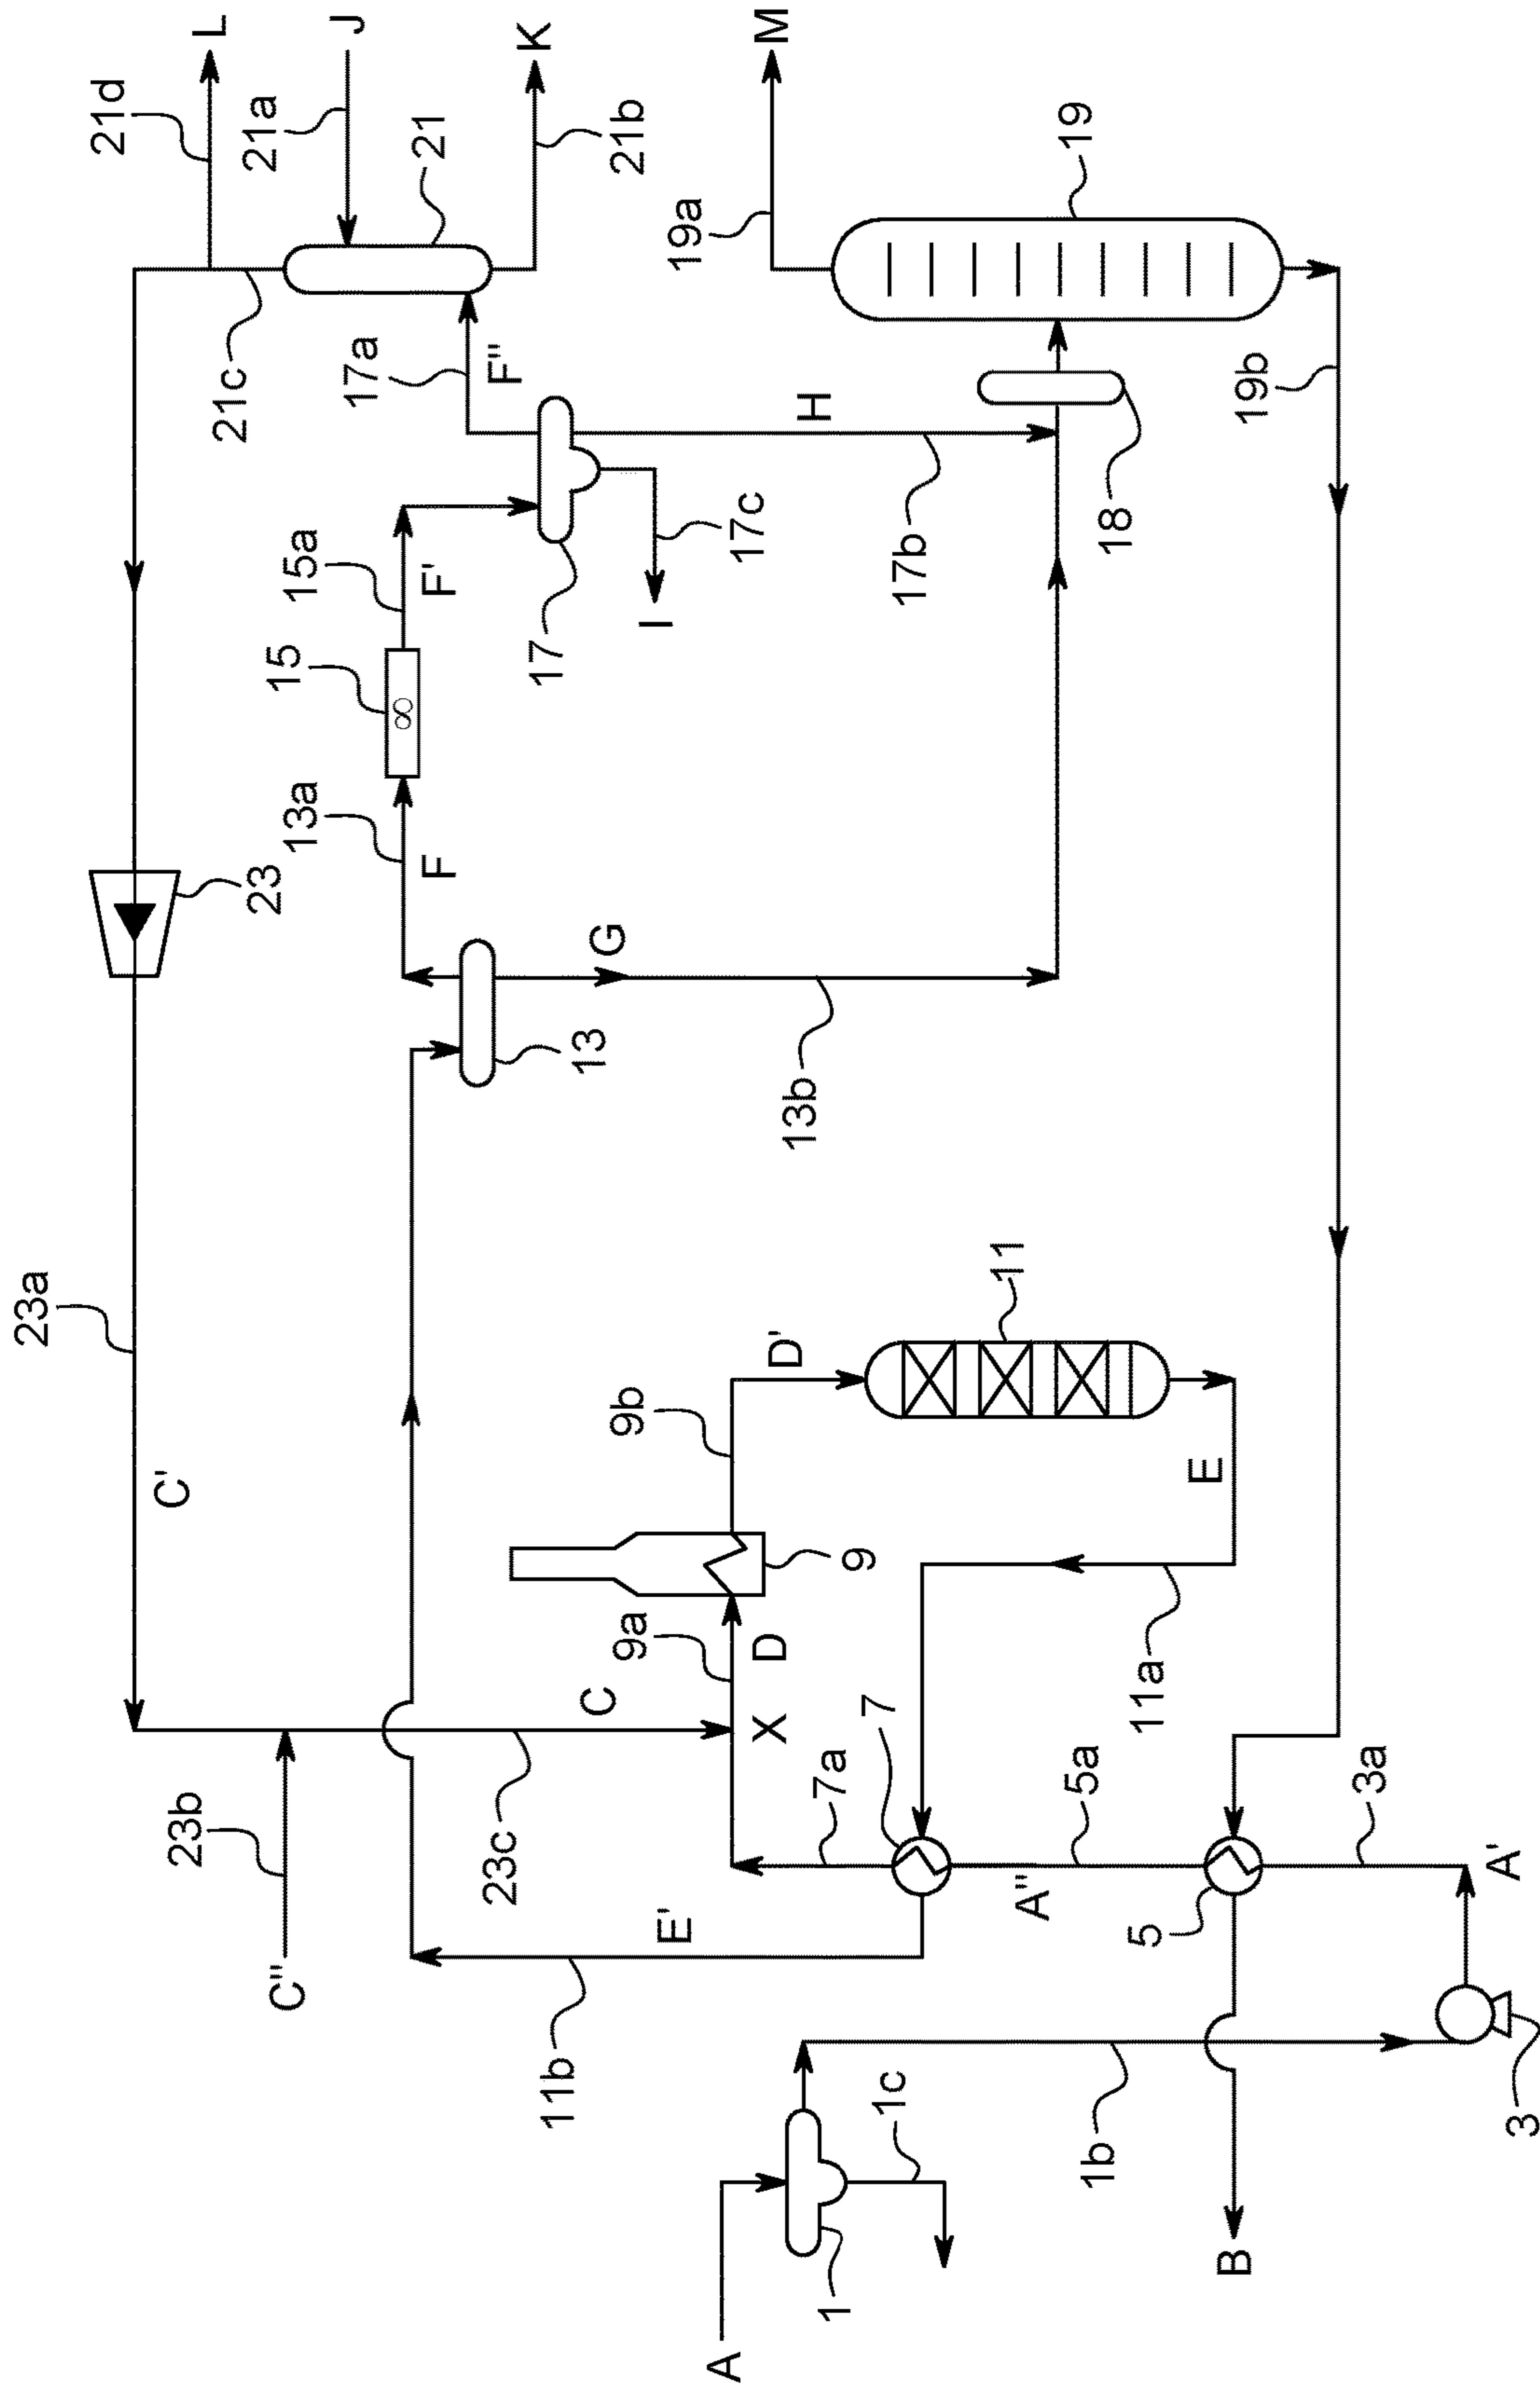 L
J
K
M
21d
21a
21
21b
21c
19a
19
17a
F"
H
19b
18
17b
17c
I
17
15a
F'
15
13a
F
23
G
13
13b
23a
C'
11
D'
9b
E
9
9a
D
C
X
7
7a
11a
5a
3a
23b
23c
C"
E'
A"
A'
5
11b
1c
1b
3
1
B
A
∞